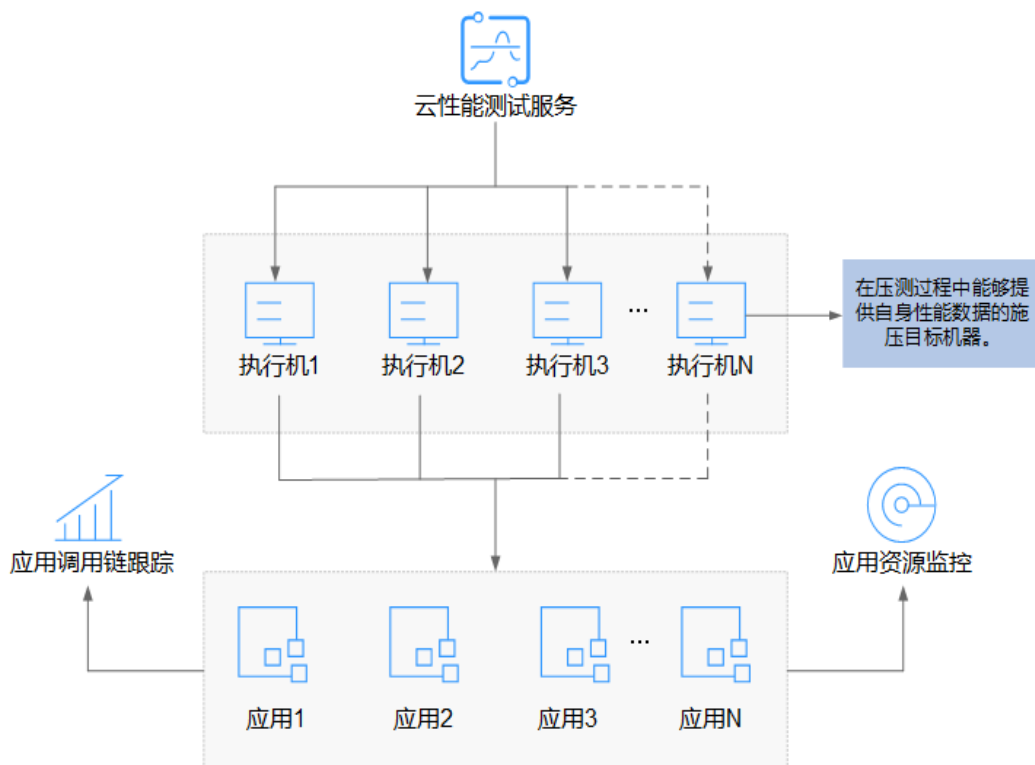 云性能测试服务
执行机1
执行机2
执行机3
...
执行机N
在压测过程中能够提
供自身性能数据的施
压目标机器。
应用调用链跟踪
应用资源监控
应用1
应用2
应用3
...
应用N